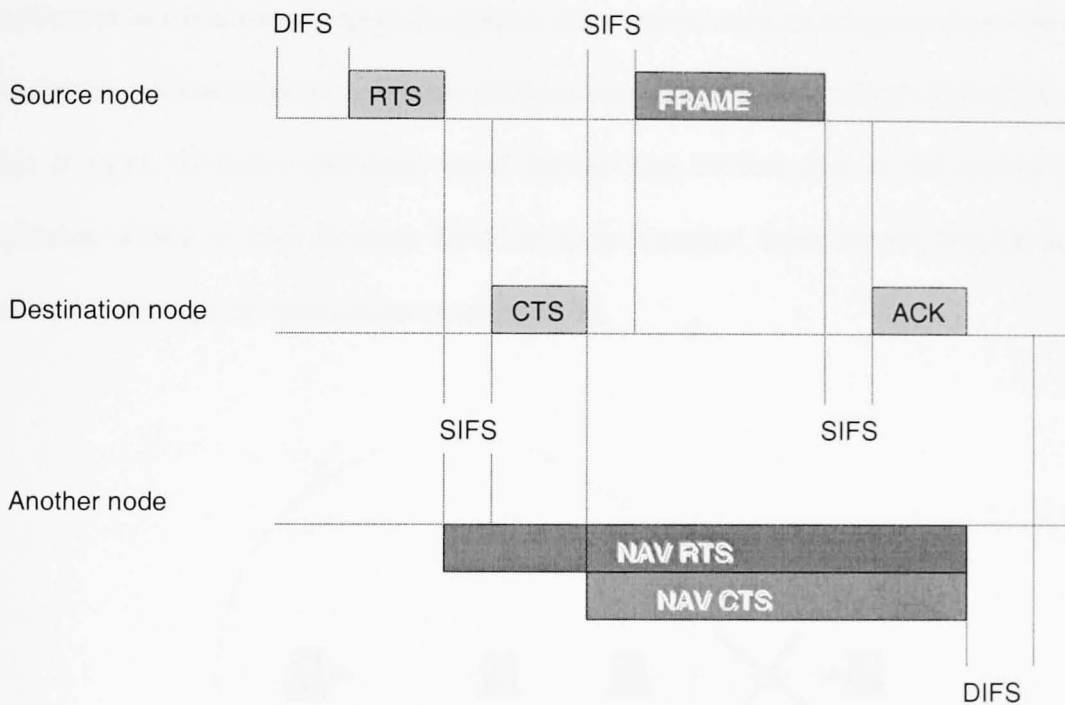 DIFS SIFS
Source node RTS FRAME
Destination node CTS ACK
SIFS SIFS
Another node
NAV RTS
NAV CTS
DIFS